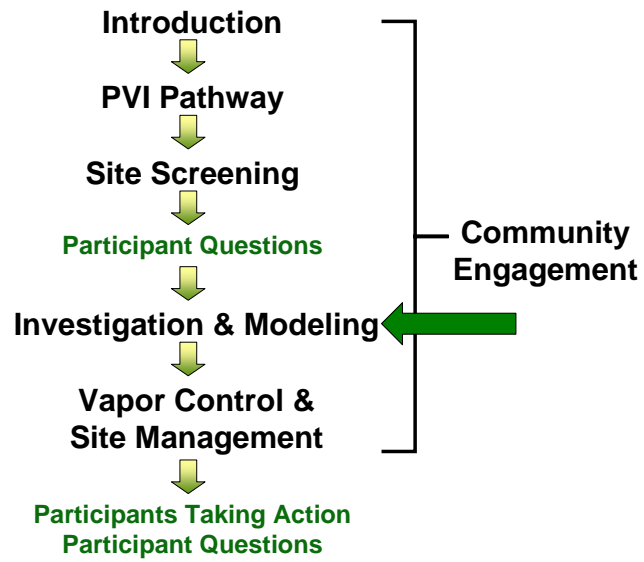 Introduction
PVI Pathway
Site Screening
Participant Questions
Investigation & Modeling
Vapor Control &
Site Management
Participants Taking Action
Participant Questions
Community
Engagement